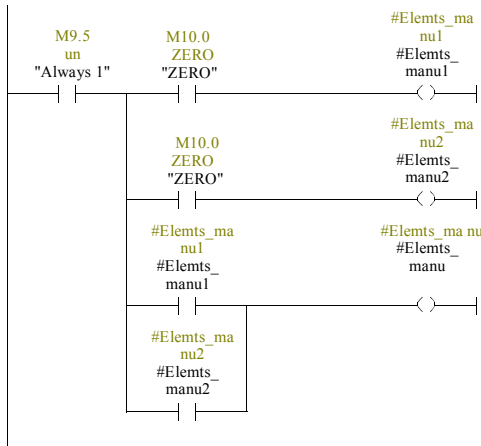 #Elemts_ma
nu1
#Elemts_
manu1
M9.5
un
"Always 1"
M10.0
ZERO
"ZERO"
#Elemts_ma
nu2
#Elemts_
manu2
M10.0
ZERO
"ZERO"
#Elemts_ma
nu1
#Elemts_
manu1
#Elemts_ma nu
#Elemts_
manu
#Elemts_ma
nu2
#Elemts_
manu2